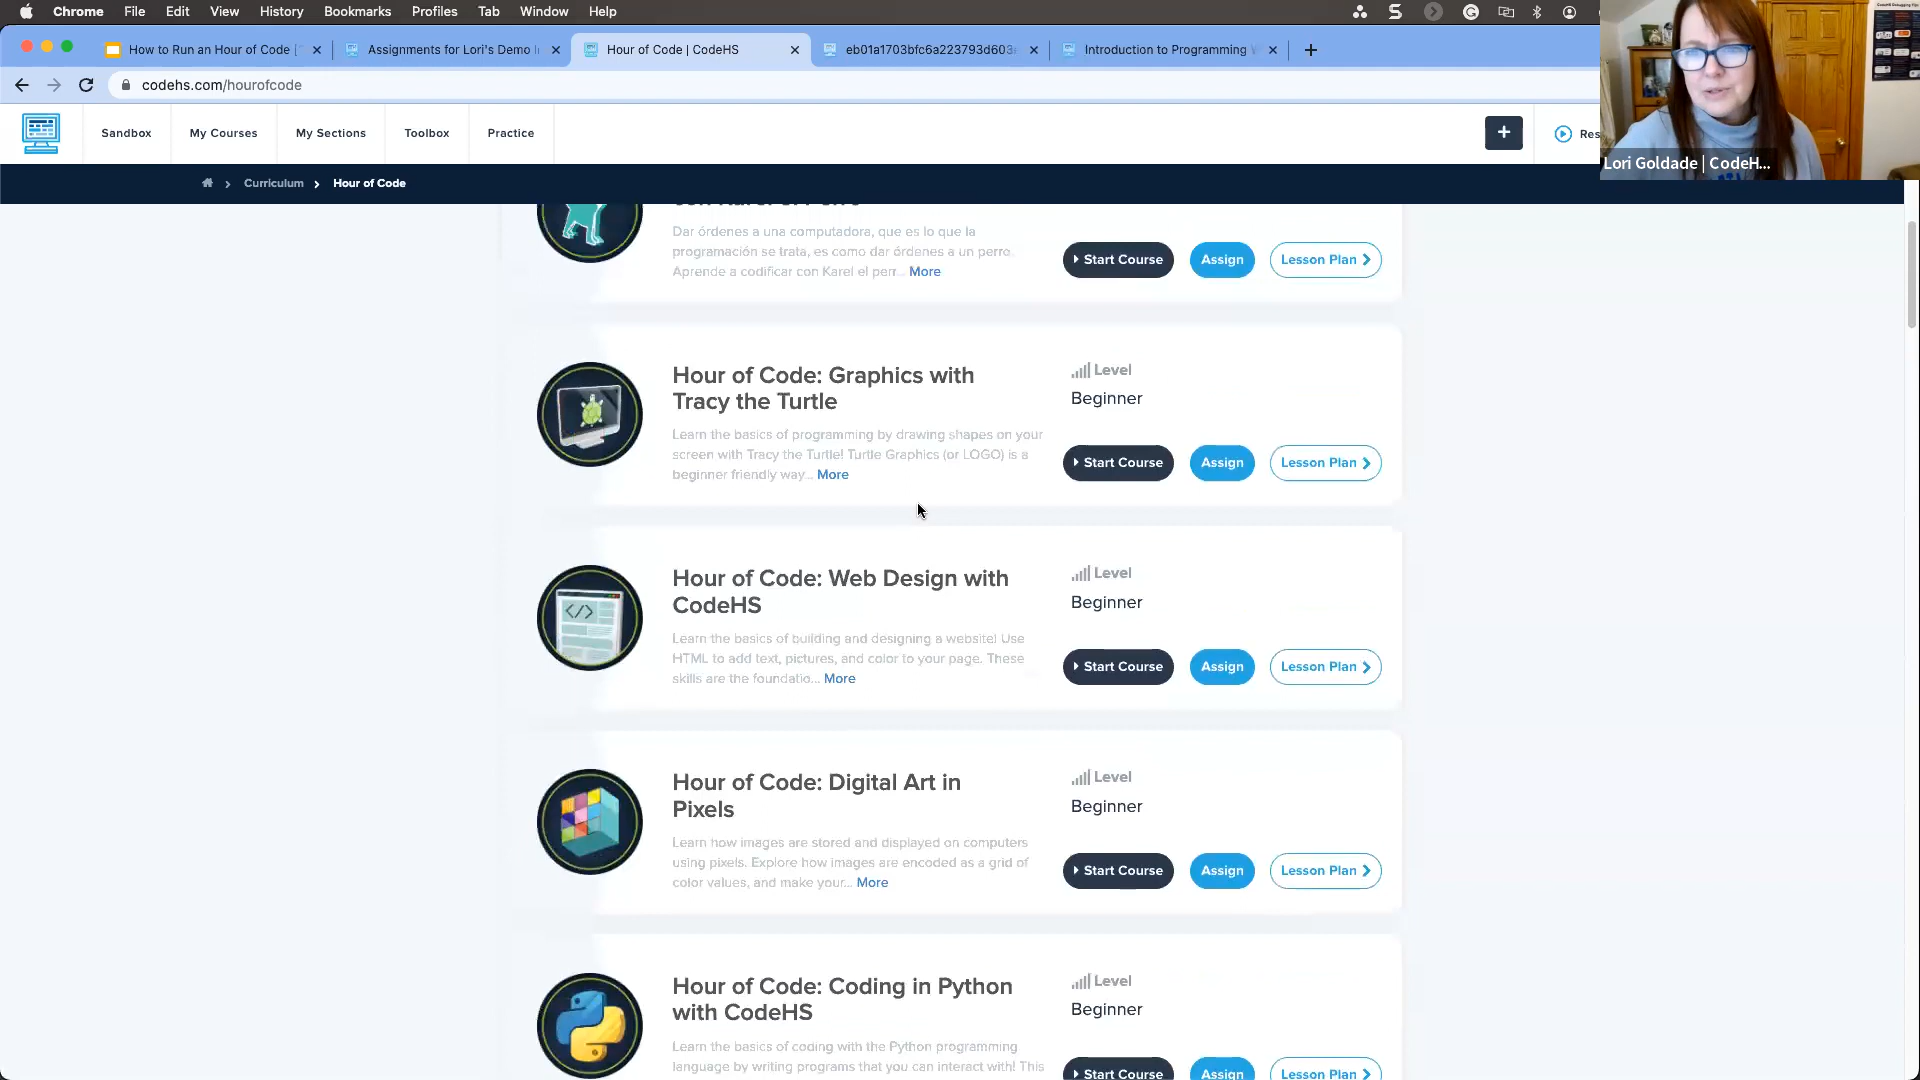 Chrome File Edit View History Bookmarks Profiles Tab Window Help
How to Run an Hour of Code [
Assignments for Lori's Demo
Hour of Code | CodeHS
eb01a1703bfc6a223793d603
Introduction to Programming
codehs.com/hourofcode
Sandbox
My Courses
My Sections
Toolbox
Practice
+
Res
Lori Goldade | CodeH...
Curriculum > Hour of Code
Dar órdenes a una computadora, que es lo que la
programación se trata, es como dar órdenes a un perro.
Aprende a codificar con Karel el perr... More
Start Course Assign Lesson Plan
Hour of Code: Graphics with
Tracy the Turtle
Learn the basics of programming by drawing shapes on your
screen with Tracy the Turtle! Turtle Graphics (or LOGO) is a
beginner friendly way... More
Level
Beginner
Start Course Assign Lesson Plan
Hour of Code: Web Design with
CodeHS
Learn the basics of building and designing a website! Use
HTML to add text, pictures, and color to your page. These
skills are the foundatio... More
Level
Beginner
Start Course Assign Lesson Plan
Hour of Code: Digital Art in
Pixels
Learn how images are stored and displayed on computers
using pixels. Explore how images are encoded as a grid of
color values, and make your... More
Level
Beginner
Start Course Assign Lesson Plan
Hour of Code: Coding in Python
with CodeHS
Learn the basics of coding with the Python programming
language by writing programs that you can interact with! This
Level
Beginner
Start Course Assign Lesson Plan